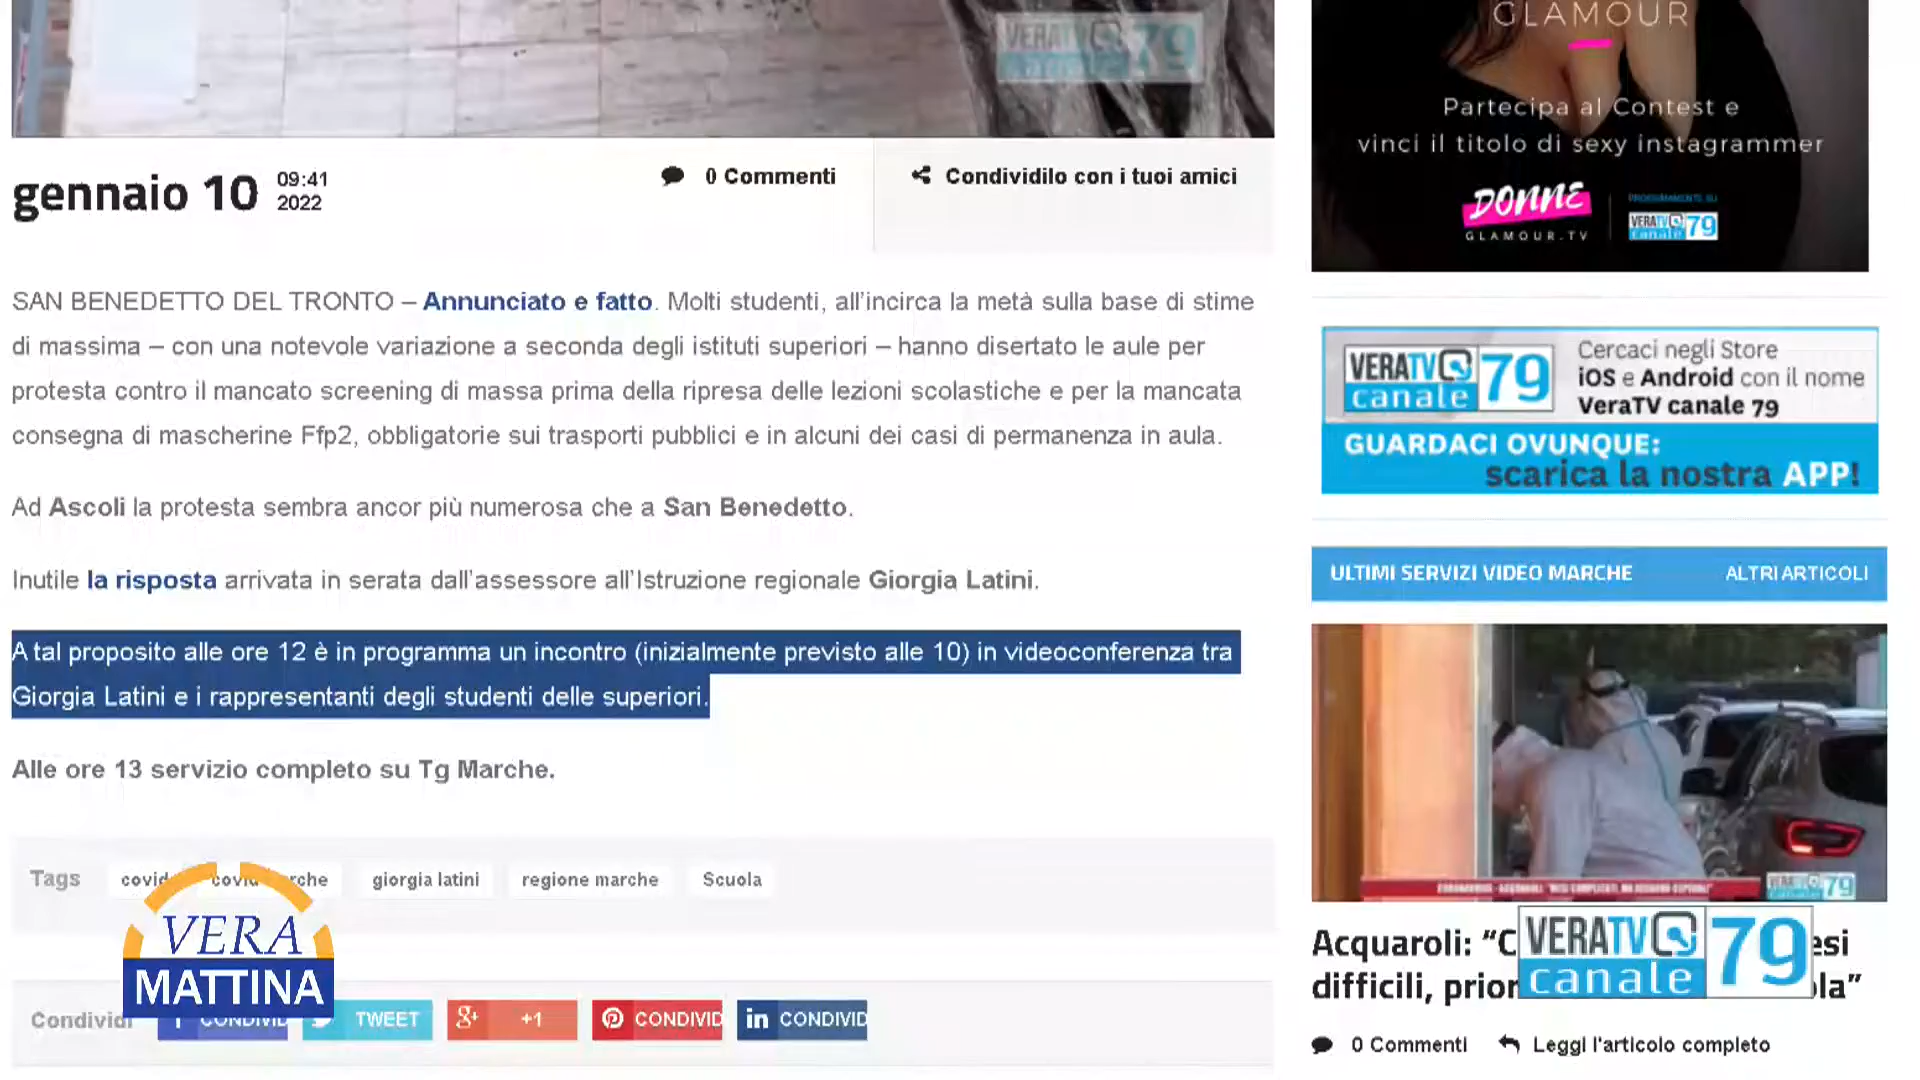 VERATV 79
GLAMOUR
Partecipa al Contest e
vinci il titolo di sexy instagrammer
DONNE
GLAMOUR.TV
VERATV 79
canale
gennaio 10
09:41
2022
0 Commenti
Condividilo con i tuoi amici
SAN BENEDETTO DEL TRONTO – Annunciato e fatto. Molti studenti, all'incirca la metà sulla base di stime
di massima – con una notevole variazione a seconda degli istituti superiori – hanno disertato le aule per
protesta contro il mancato screening di massa prima della ripresa delle lezioni scolastiche e per la mancata
consegna di mascherine Ffp2, obbligatorie sui trasporti pubblici e in alcuni dei casi di permanenza in aula.
Ad Ascoli la protesta sembra ancor più numerosa che a San Benedetto.
Inutile la risposta arrivata in serata dall'assessore all'Istruzione regionale Giorgia Latini.
A tal proposito alle ore 12 è in programma un incontro (inizialmente previsto alle 10) in videoconferenza tra
Giorgia Latini e i rappresentanti degli studenti delle superiori.
Alle ore 13 servizio completo su Tg Marche.
Tags
covid
giorgia latini
regione marche
Scuola
VERA
MATTINA
Condividi
CONDIVID
TWEET
g+ +1
CONDIVID
in CONDIVID
VERATV 79
canale
Cercaci negli Store
iOS e Android con il nome
VeraTV canale 79
GUARDACI OVUNQUE:
scarica la nostra APP!
ULTIMI SERVIZI VIDEO MARCHE
ALTRI ARTICOLI
79
Acquaroli: “C esi
difficili, prior la”
VERATV 79
canale
0 Commenti
Leggi l'articolo completo